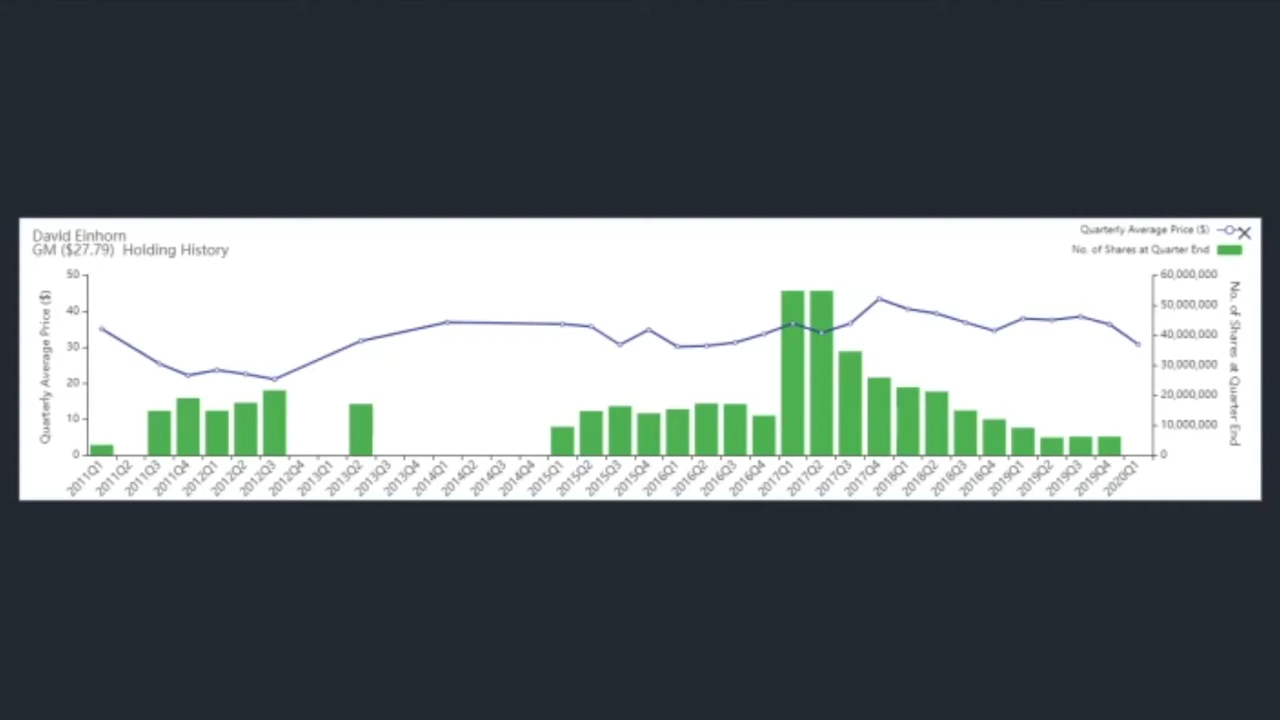 David Einhorn
GM ($27.79) Holding History
Quarterly Average Price ($)
No. of Shares at Quarter End
Quarterly Average Price ($)
50
40
30
20
10
0
60,000,000
50,000,000
40,000,000
30,000,000
20,000,000
10,000,000
0
No. of Shares at Quarter End
2011Q1
2011Q2
2011Q3
2011Q4
2012Q1
2012Q2
2012Q3
2012Q4
2013Q1
2013Q2
2013Q3
2013Q4
2014Q1
2014Q2
2014Q3
2014Q4
2015Q1
2015Q2
2015Q3
2015Q4
2016Q1
2016Q2
2016Q3
2016Q4
2017Q1
2017Q2
2017Q3
2017Q4
2018Q1
2018Q2
2018Q3
2018Q4
2019Q1
2019Q2
2019Q3
2019Q4
2020Q1